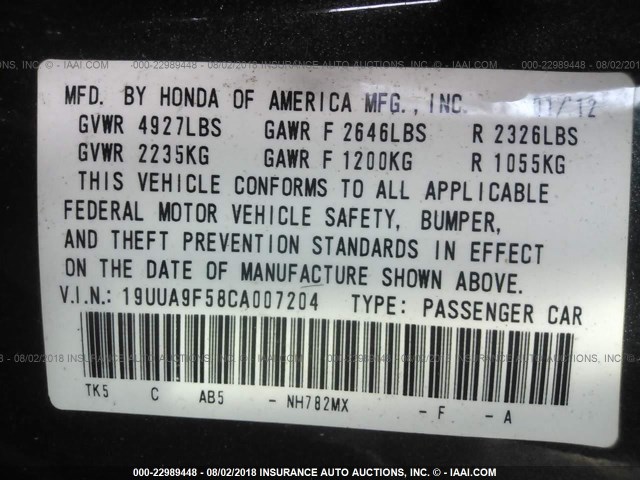 MFD. BY HONDA OF AMERICA MFG., INC. 01/12
GVWR 4927LBS GAWR F 2646LBS R 2326LBS
GVWR 2235KG GAWR F 1200KG R 1055KG
THIS VEHICLE CONFORMS TO ALL APPLICABLE
FEDERAL MOTOR VEHICLE SAFETY, BUMPER,
AND THEFT PREVENTION STANDARDS IN EFFECT
ON THE DATE OF MANUFACTURE SHOWN ABOVE.
V.I.N.: 19UUA9F58CA007204 TYPE: PASSENGER CAR
TK5 C AB5 - NH782MX - F - A
000-22989448 - 08/02/2018 INSURANCE AUTO AUCTIONS, INC. - © - IAAI.COM